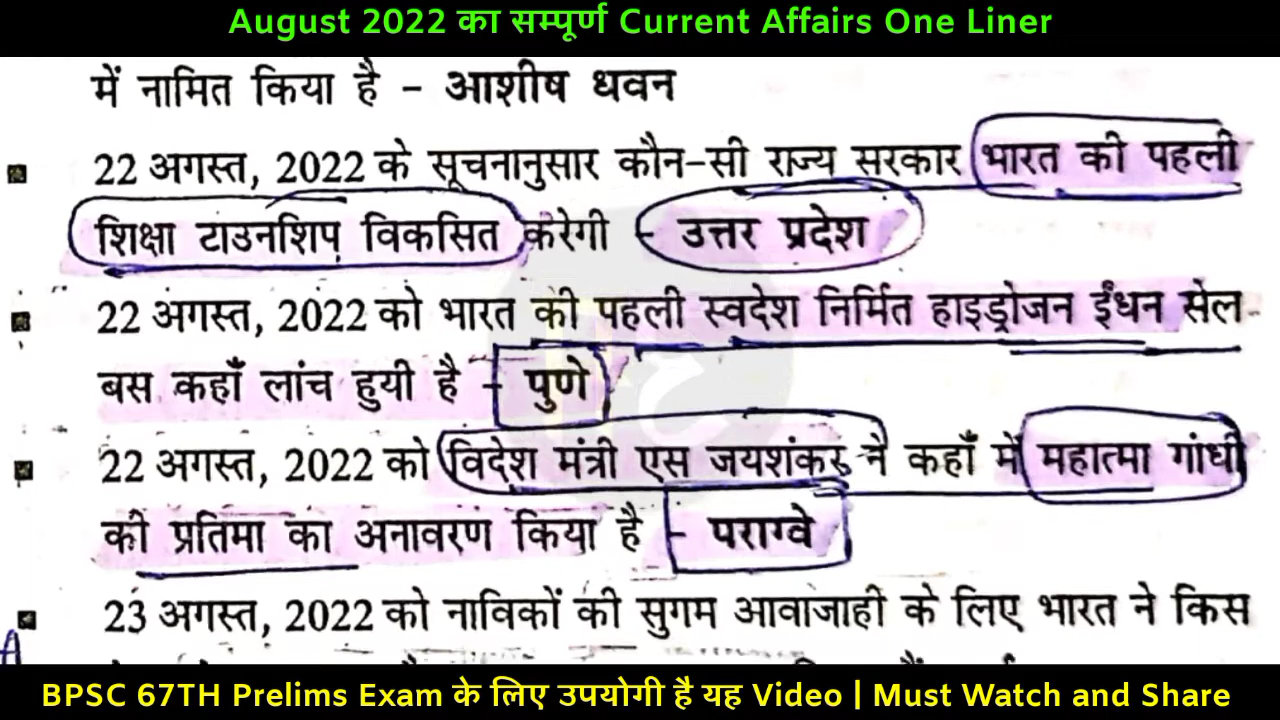 August 2022 का सम्पूर्ण Current Affairs One Liner
में नामित किया है - आशीष धवन
22 अगस्त, 2022 के सूचनानुसार कौन-सी राज्य सरकार भारत की पहली
शिक्षा टाउनशिप विकसित करेगी - उत्तर प्रदेश
22 अगस्त, 2022 को भारत की पहली स्वदेश निर्मित हाइड्रोजन ईंधन सेल
बस कहाँ लांच हुयी है - पुणे
22 अगस्त, 2022 को विदेश मंत्री एस जयशंकर ने कहाँ में महात्मा गांधी
की प्रतिमा का अनावरण किया है - पराग्वे
23 अगस्त, 2022 को नाविकों की सुगम आवाजाही के लिए भारत ने किस
BPSC 67TH Prelims Exam के लिए उपयोगी है यह Video | Must Watch and Share